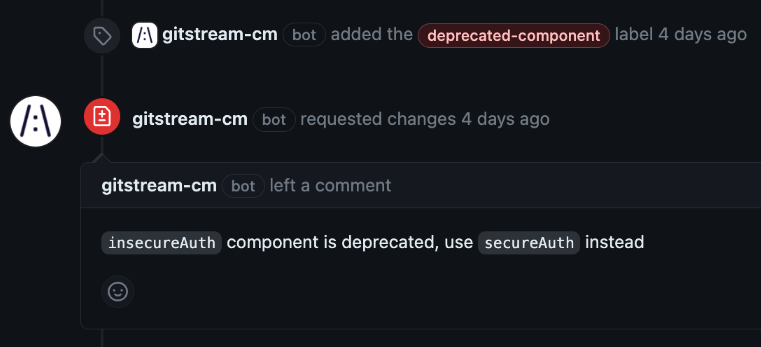 gitstream-cm bot added the deprecated-component label 4 days ago
gitstream-cm bot requested changes 4 days ago
gitstream-cm bot left a comment
insecureAuth component is deprecated, use secureAuth instead